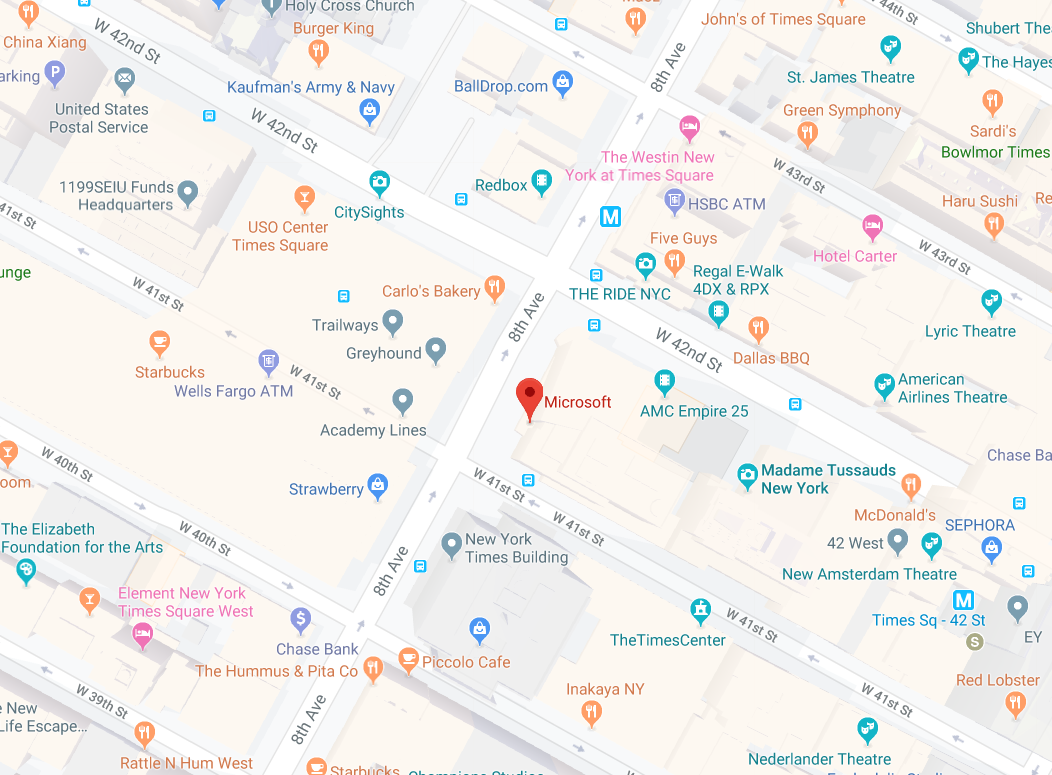 Holy Cross Church
W 44th St
John's of Times Square
Shubert The
China Xiang
W 42nd St
Burger King
8th Ave
The Hayes
St. James Theatre
arking
P
Kaufman's Army & Navy
BallDrop.com
United States
Postal Service
Green Symphony
Sardi's
W 42nd St
Bowlmor Times
The Westin New
York at Times Square
W 43rd St
1199SEIU Funds
Headquarters
Redbox
HSBC ATM
Haru Sushi
Re
41st St
CitySights
M
USO Center
Times Square
Five Guys
Hotel Carter
W 43rd St
unge
Regal E-Walk
4DX & RPX
Carlo's Bakery
THE RIDE NYC
W 41st St
8th Ave
Trailways
Lyric Theatre
Greyhound
W 42nd St
Dallas BBQ
Starbucks
Wells Fargo ATM
W 41st St
American
Airlines Theatre
Microsoft
AMC Empire 25
Academy Lines
Chase Ba
W 40th St
Madame Tussauds
New York
oom
Strawberry
W 41st St
McDonald's
SEPHORA
The Elizabeth
Foundation for the Arts
W 40th St
W 41st St
New York
Times Building
42 West
8th Ave
New Amsterdam Theatre
Element New York
Times Square West
M
$
Times Sq - 42 St
W 41st St
TheTimesCenter
EY
S
Chase Bank
The Hummus & Pita Co
Piccolo Cafe
Red Lobster
Inakaya NY
W 39th St
W 41st St
e New
Life Escape...
8th Ave
Rattle N Hum West
Nederlander Theatre
Starbucks